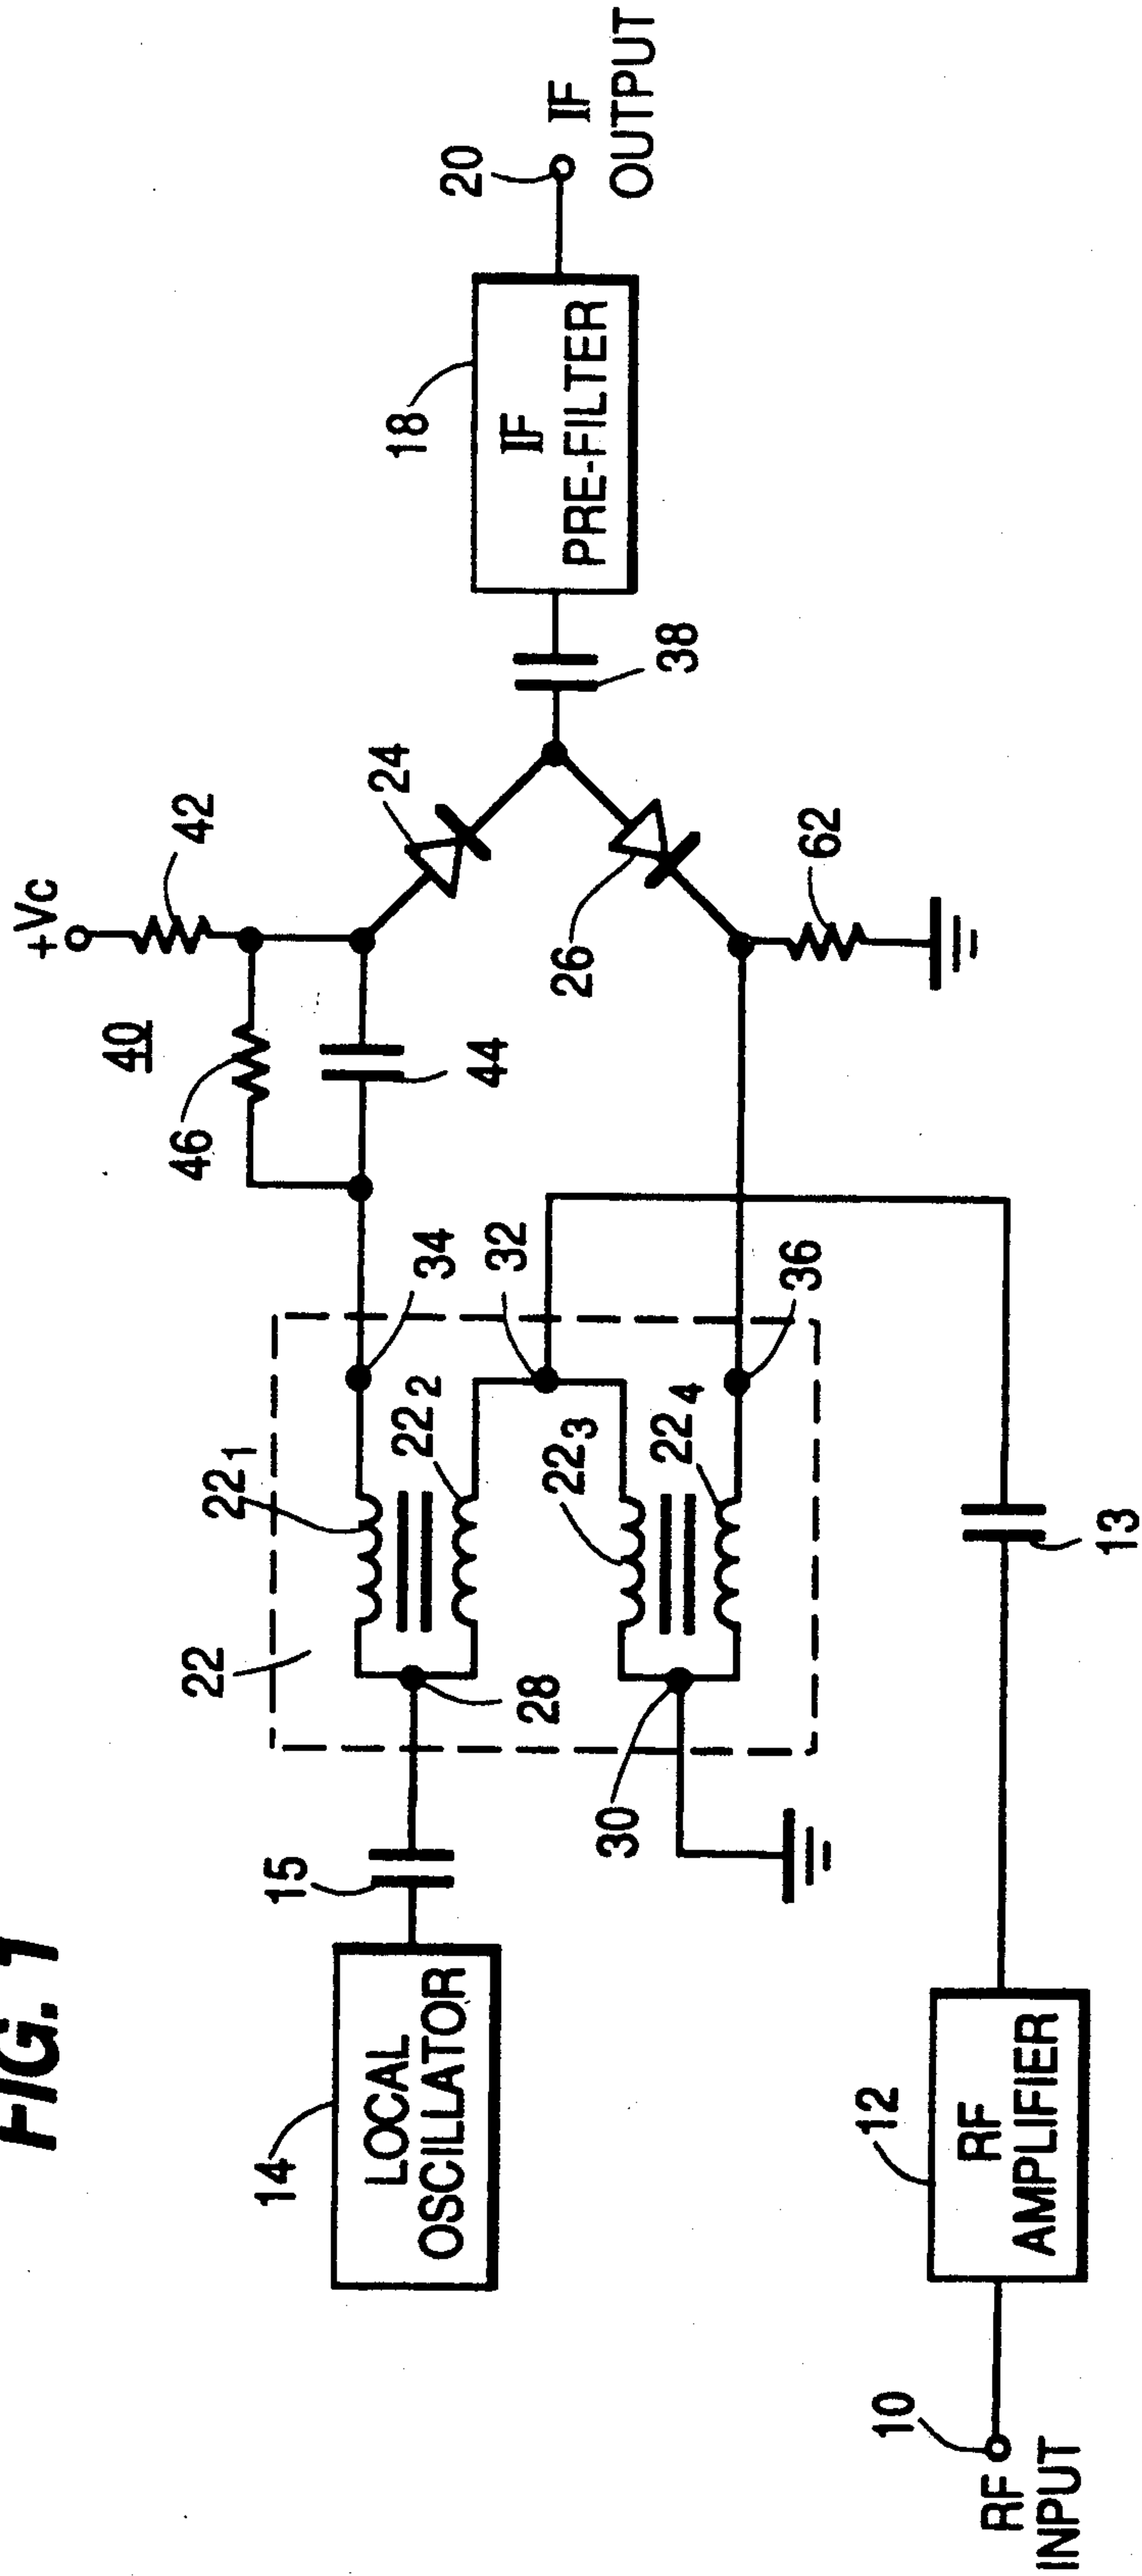 FIG. 1
+Vc
42
40
46
44
24
18
IF
PRE-FILTER
20
IF
OUTPUT
38
26
62
34
32
36
22
22₁
22₂
22₃
22₄
28
30
15
14
LOCAL
OSCILLATOR
13
12
RF
AMPLIFIER
10
RF
INPUT